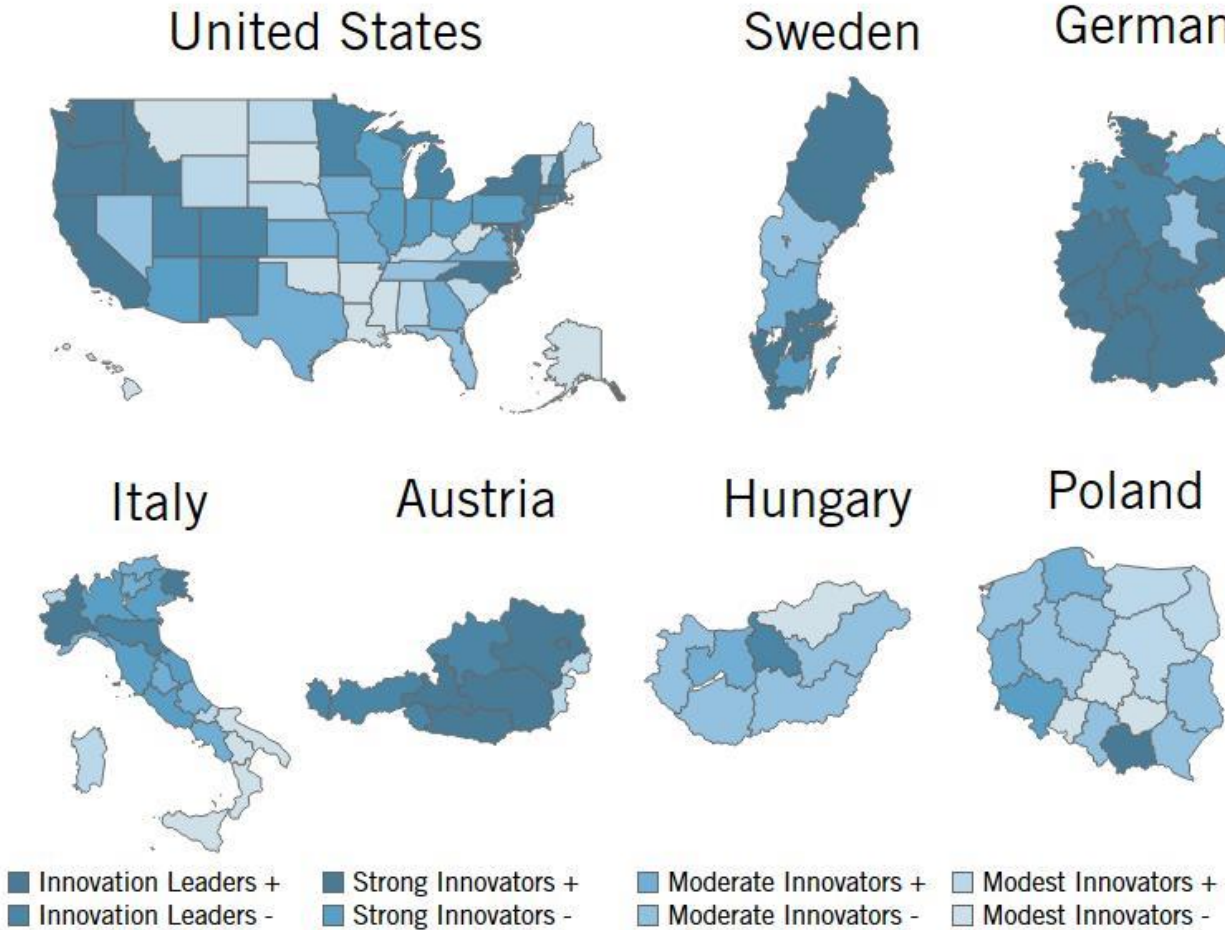 United States
Sweden
German
Italy
Austria
Hungary
Poland
Innovation Leaders +
Strong Innovators +
Moderate Innovators +
Modest Innovators +
Innovation Leaders -
Strong Innovators -
Moderate Innovators -
Modest Innovators -